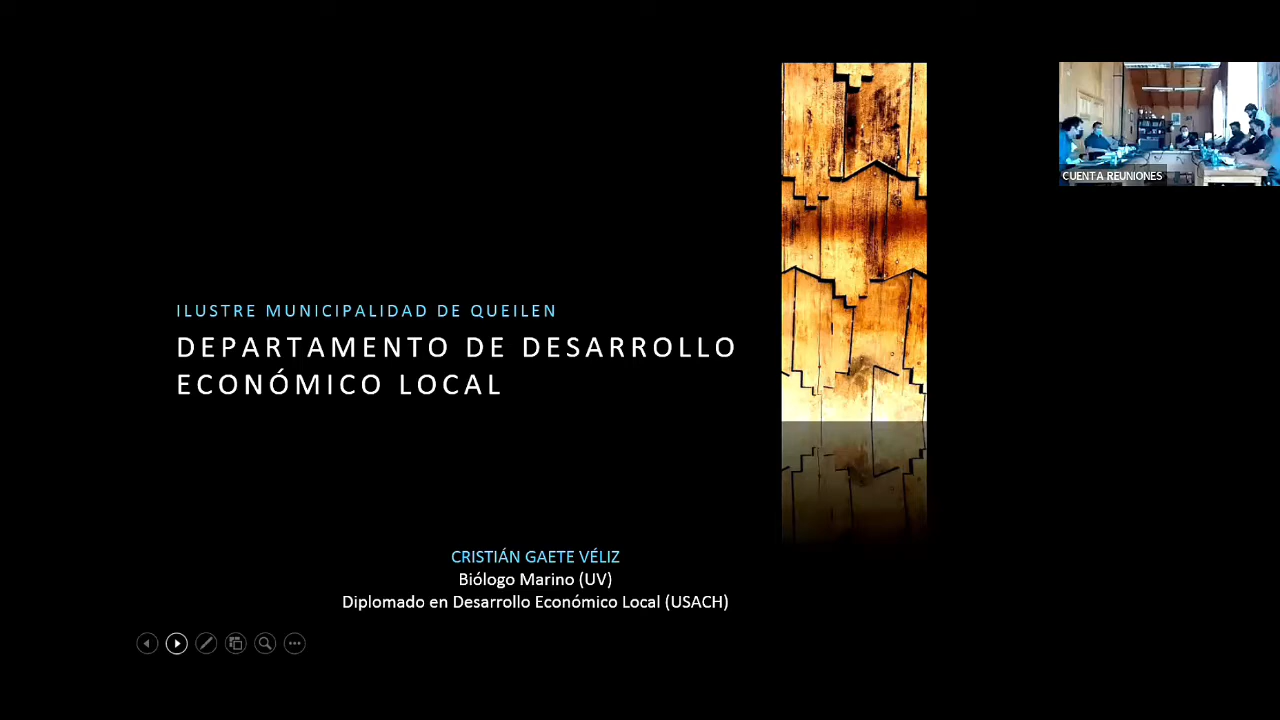 ILUSTRE MUNICIPALIDAD DE QUEILEN
DEPARTAMENTO DE DESARROLLO
ECONÓMICO LOCAL
CRISTIÁN GAETE VÉLIZ
Biólogo Marino (UV)
Diplomado en Desarrollo Económico Local (USACH)
CUENTA REUNIONES